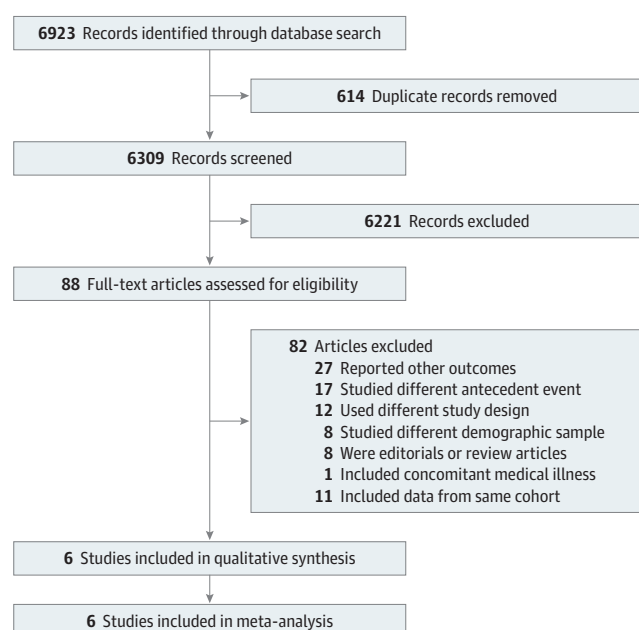 6923 Records identified through database search
614 Duplicate records removed
6309 Records screened
6221 Records excluded
88 Full-text articles assessed for eligibility
82 Articles excluded
27 Reported other outcomes
17 Studied different antecedent event
12 Used different study design
8 Studied different demographic sample
8 Were editorials or review articles
1 Included concomitant medical illness
11 Included data from same cohort
6 Studies included in qualitative synthesis
6 Studies included in meta-analysis